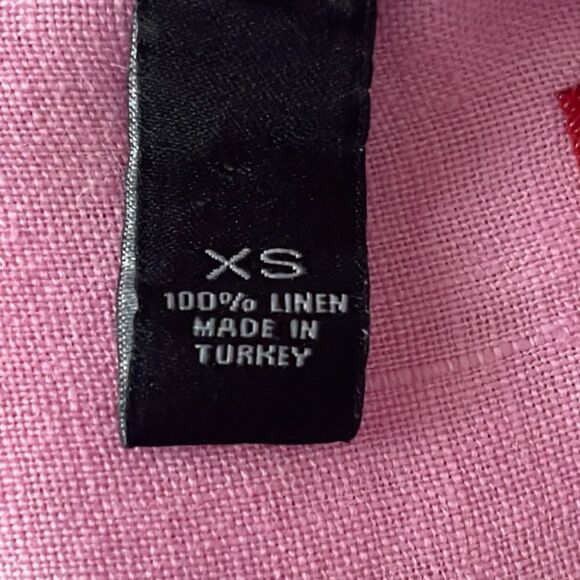 XS
100% LINEN
MADE IN
TURKEY